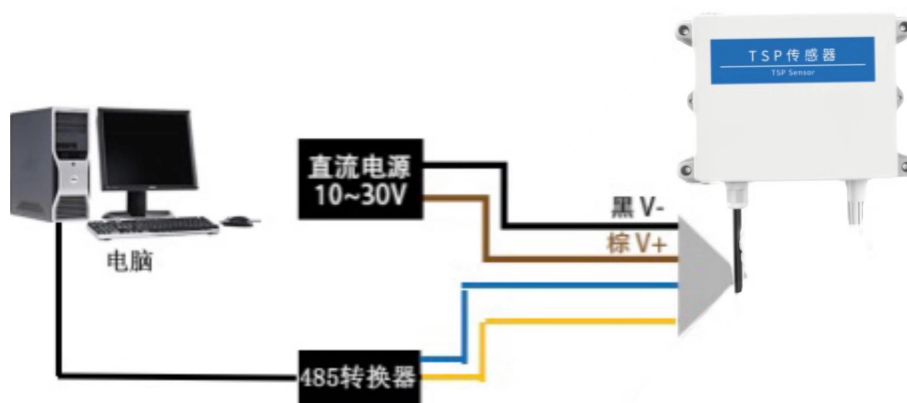 TSP传感器
TSP Sensor
直流电源
10~30V
黑 V-
棕 V+
电脑
485转换器